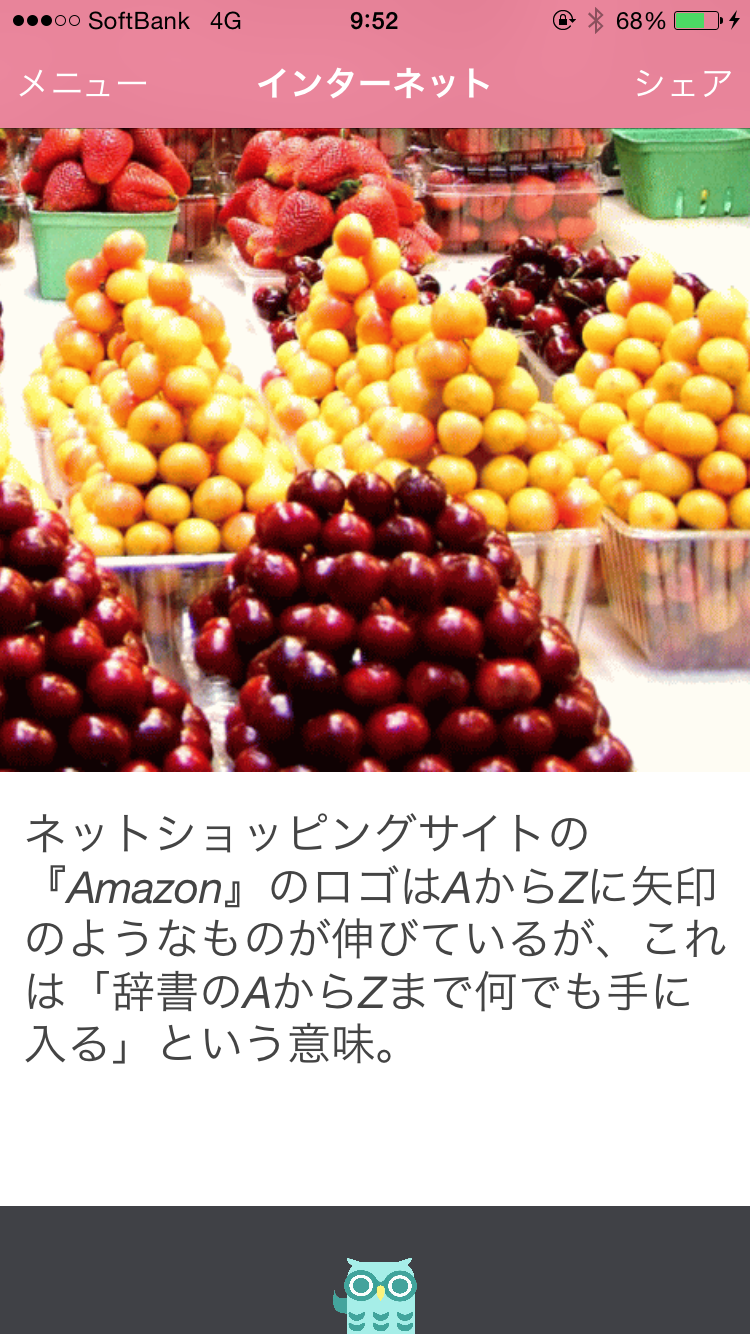 SoftBank 4G 9:52 68%
メニュー インターネット シェア
ネットショッピングサイトの
『Amazon』のロゴはAからZに矢印
のようなものが伸びているが、これ
は「辞書のAからZまで何でも手に
入る」という意味。